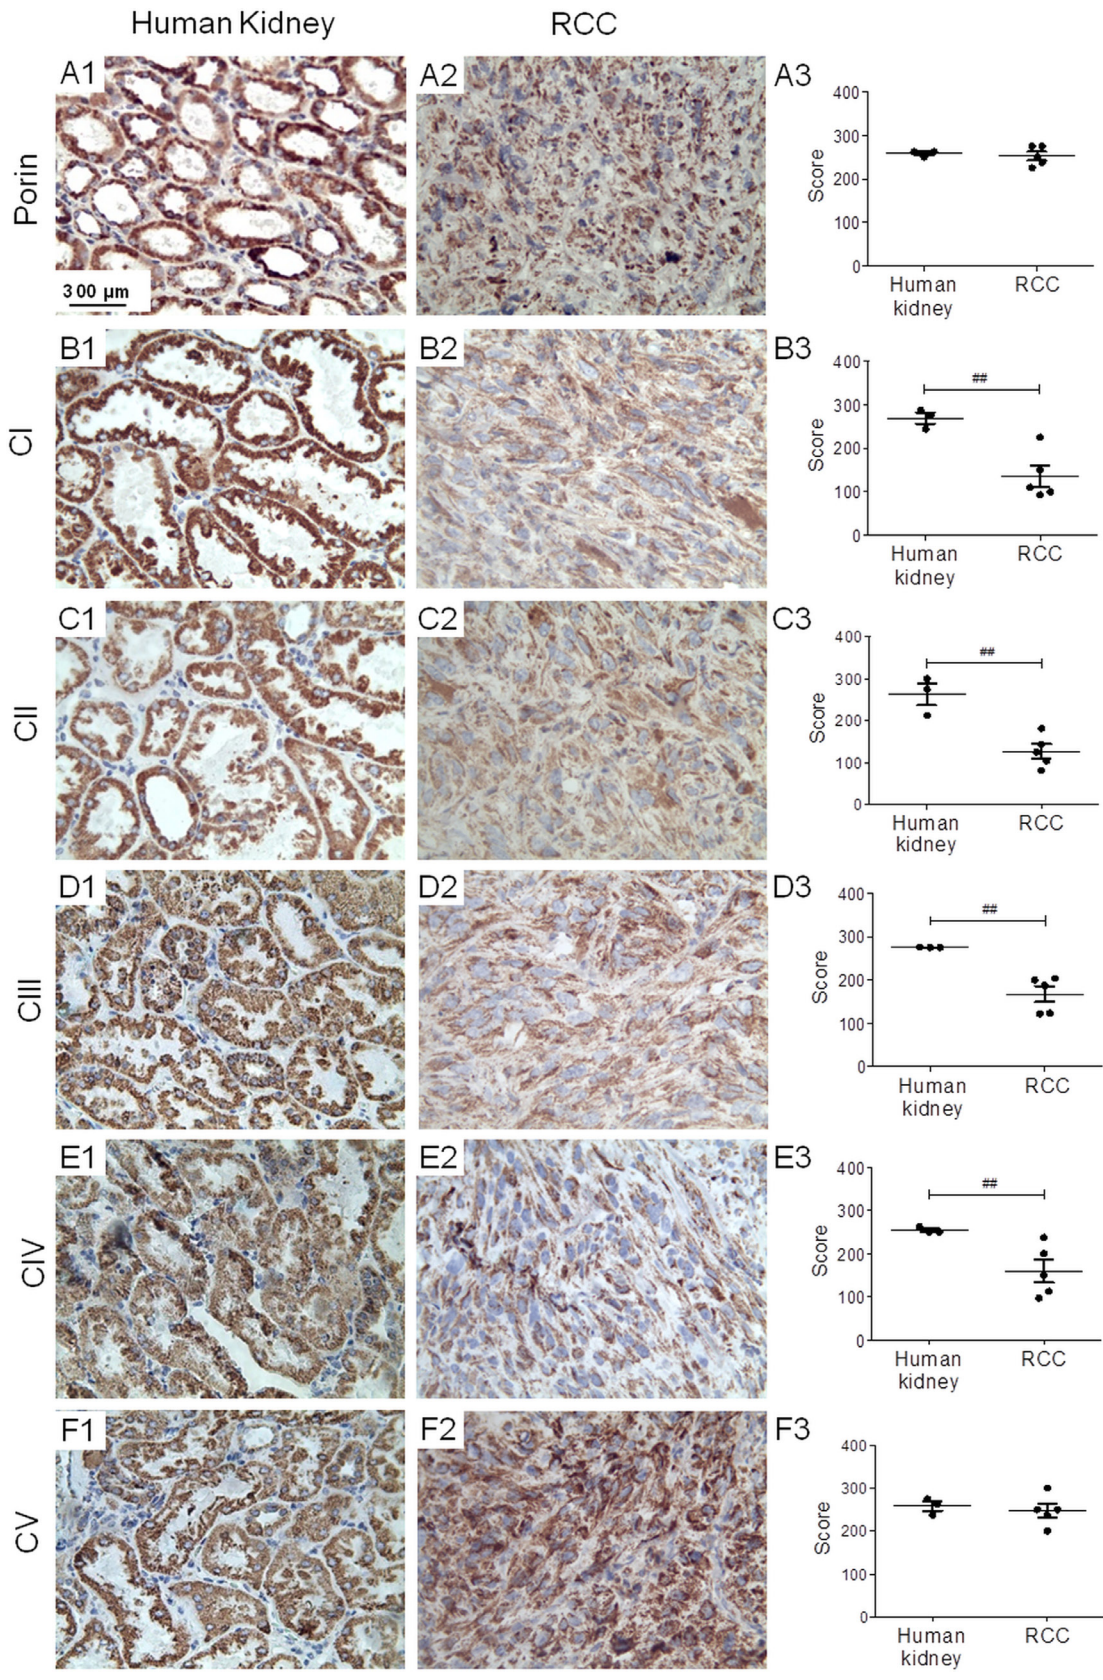 Human Kidney RCC
Porin
A1 A2 A3
300 µm
Score
400
300
200
100
0
Human kidney
RCC
CI
B1 B2 B3
##
Score
400
300
200
100
0
Human kidney
RCC
CII
C1 C2 C3
##
Score
400
300
200
100
0
Human kidney
RCC
CIII
D1 D2 D3
##
Score
400
300
200
100
0
Human kidney
RCC
CIV
E1 E2 E3
##
Score
400
300
200
100
0
Human kidney
RCC
CV
F1 F2 F3
Score
400
300
200
100
0
Human kidney
RCC